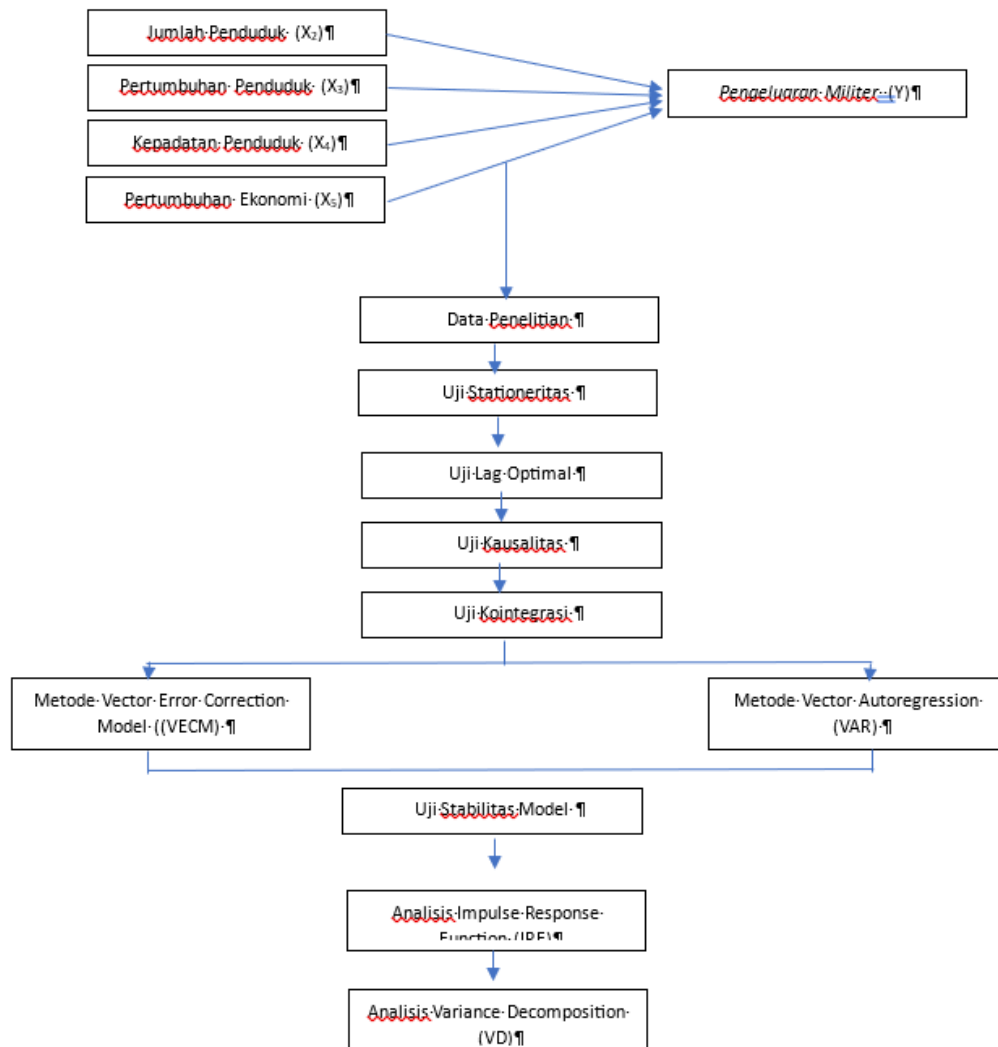 Jumlah·Penduduk·(X₂)¶
Pertumbuhan·Penduduk·(X₃)¶
Kepadatan·Penduduk·(X₄)¶
Pertumbuhan·Ekonomi·(X₅)¶
Pengeluaran·Militer··(Y)¶
Data·Penelitian·¶
Uji·Stationeritas·¶
Uji·Lag·Optimal·¶
Uji·Kausalitas·¶
Uji·Kointegrasi·¶
Metode·Vector·Error·Correction·
Model·((VECM)·¶
Metode·Vector·Autoregression·
(VAR)·¶
Uji·Stabilitas·Model·¶
Analisis·Impulse·Response·
Function·(IRF)¶
Analisis·Variance·Decomposition·
(VD)¶